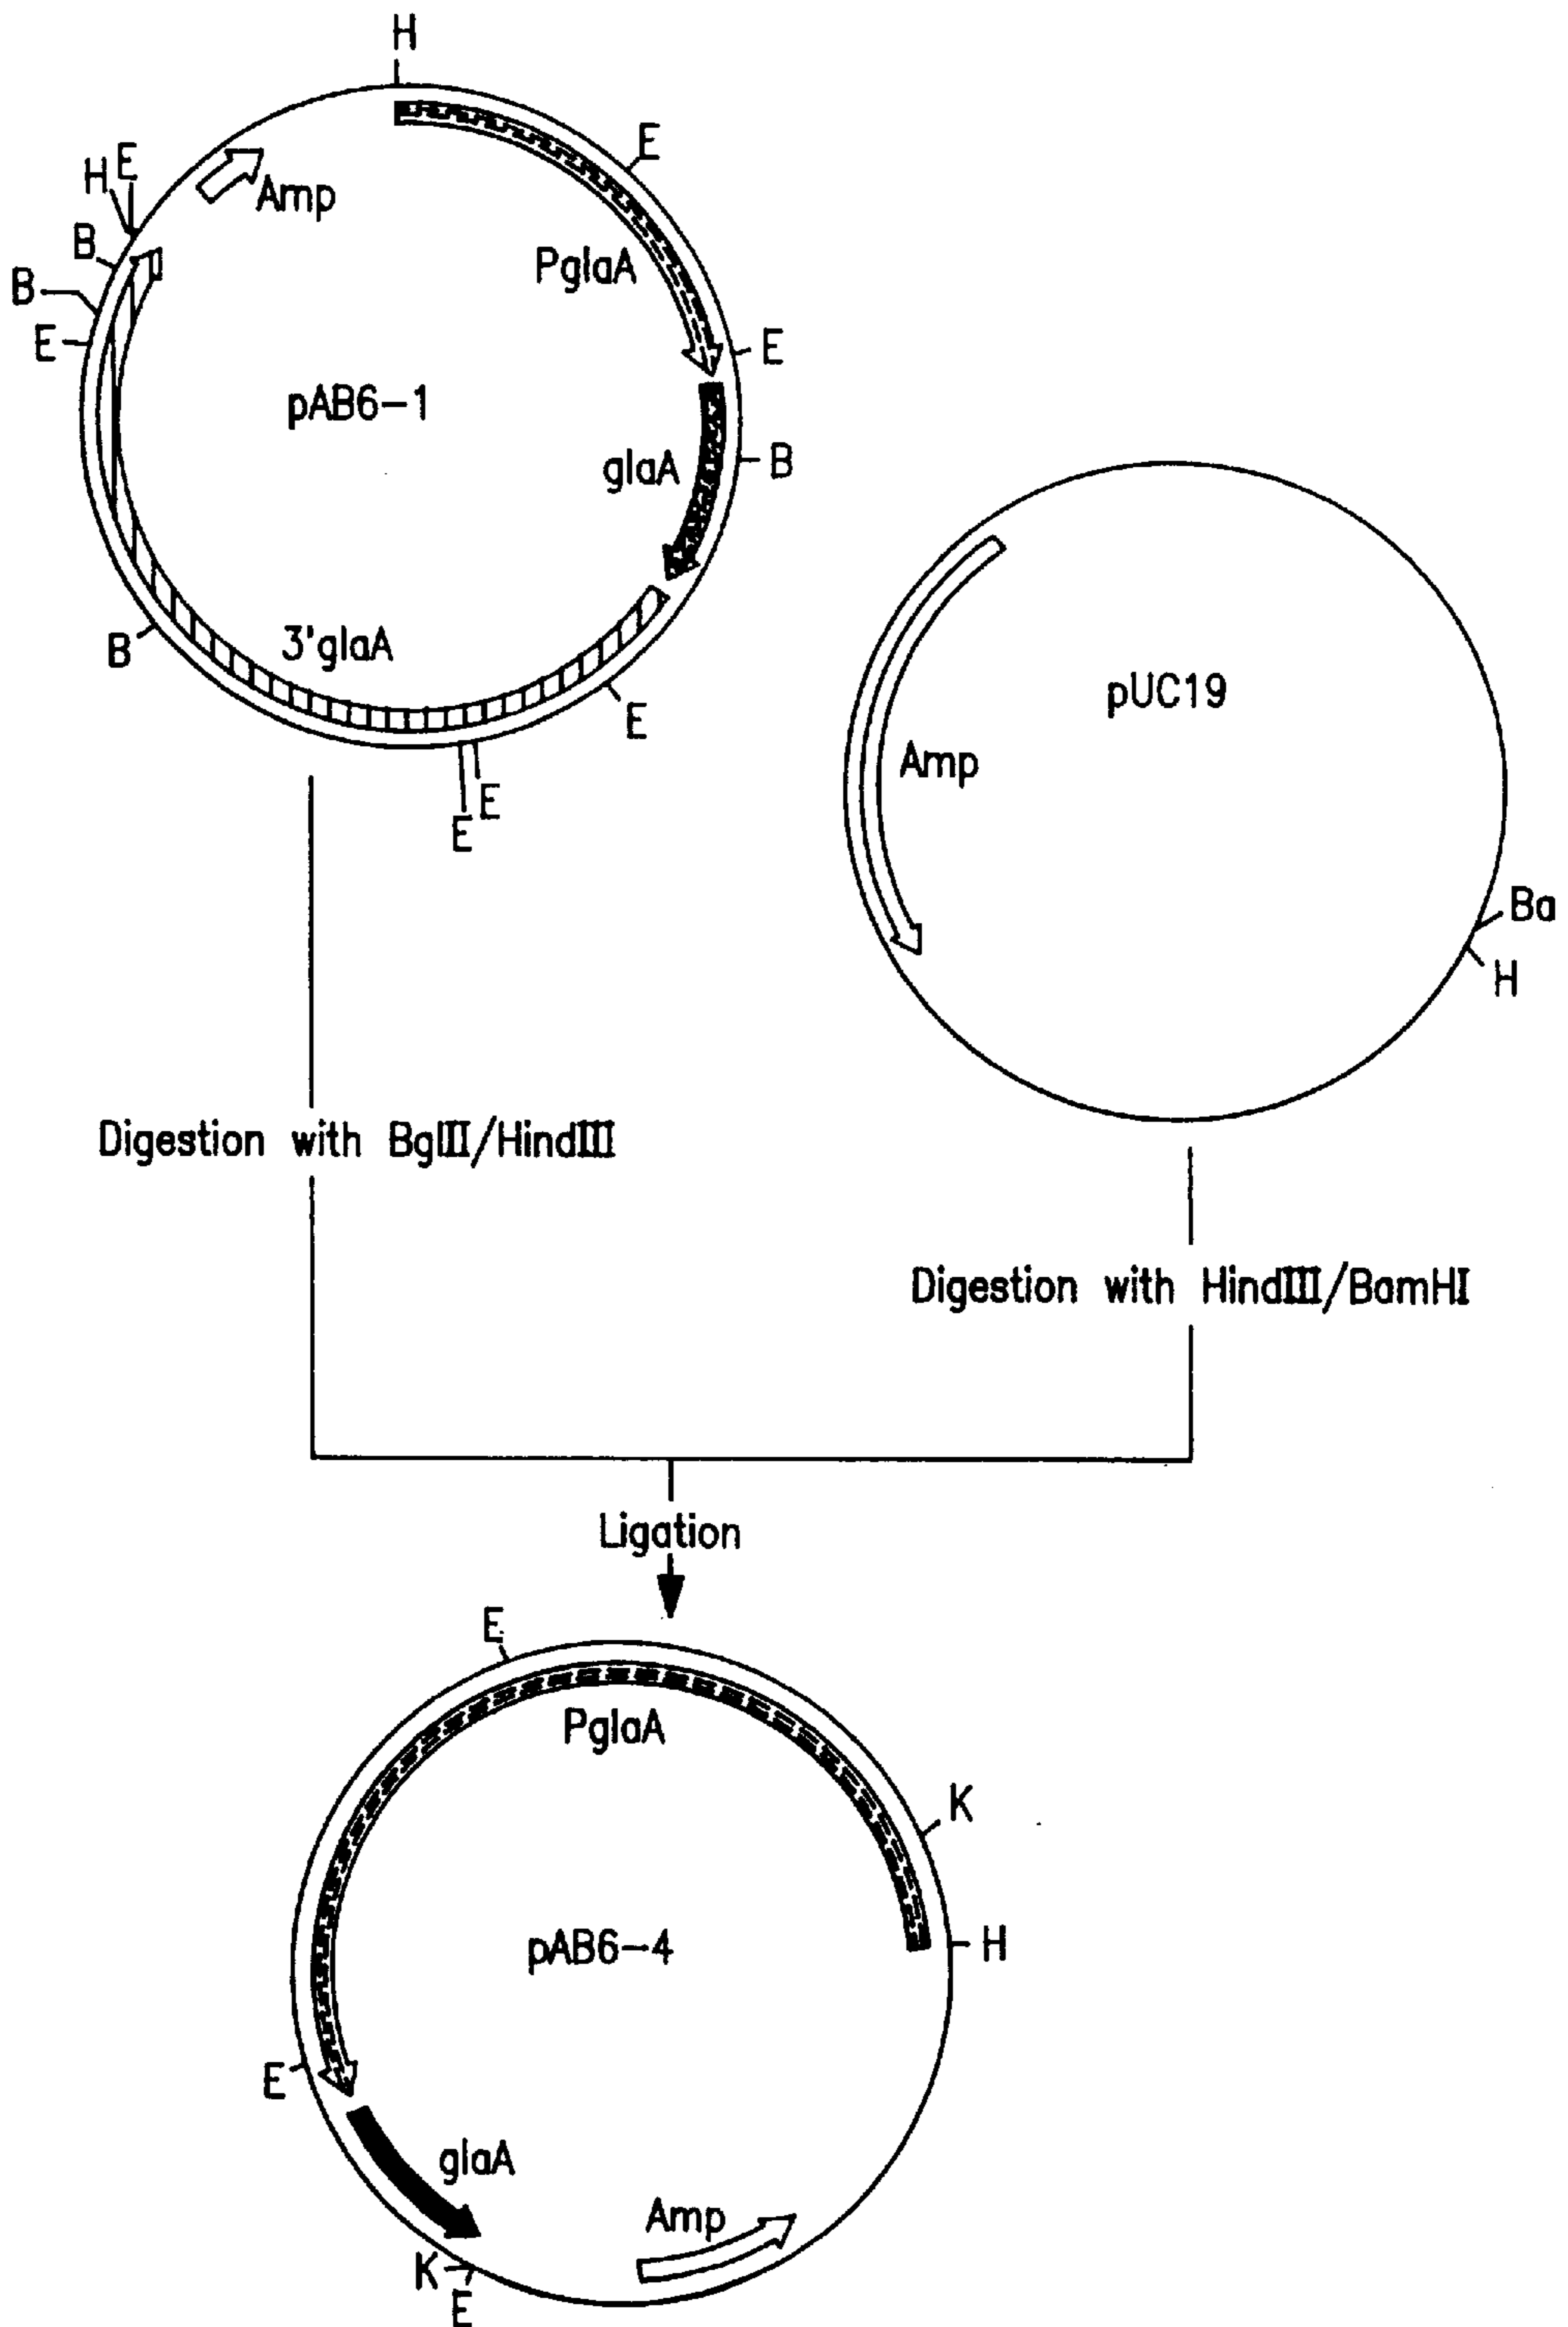 H
E
H E
Amp
B
B
PglaA
E
E
pAB6-1
glaA
B
3'glaA
B
E
E
E
pUC19
Amp
Ba
H
Digestion with BglII/HindIII
Digestion with HindIII/BamHI
Ligation
E
PglaA
K
pAB6-4
H
E
glaA
Amp
K
E